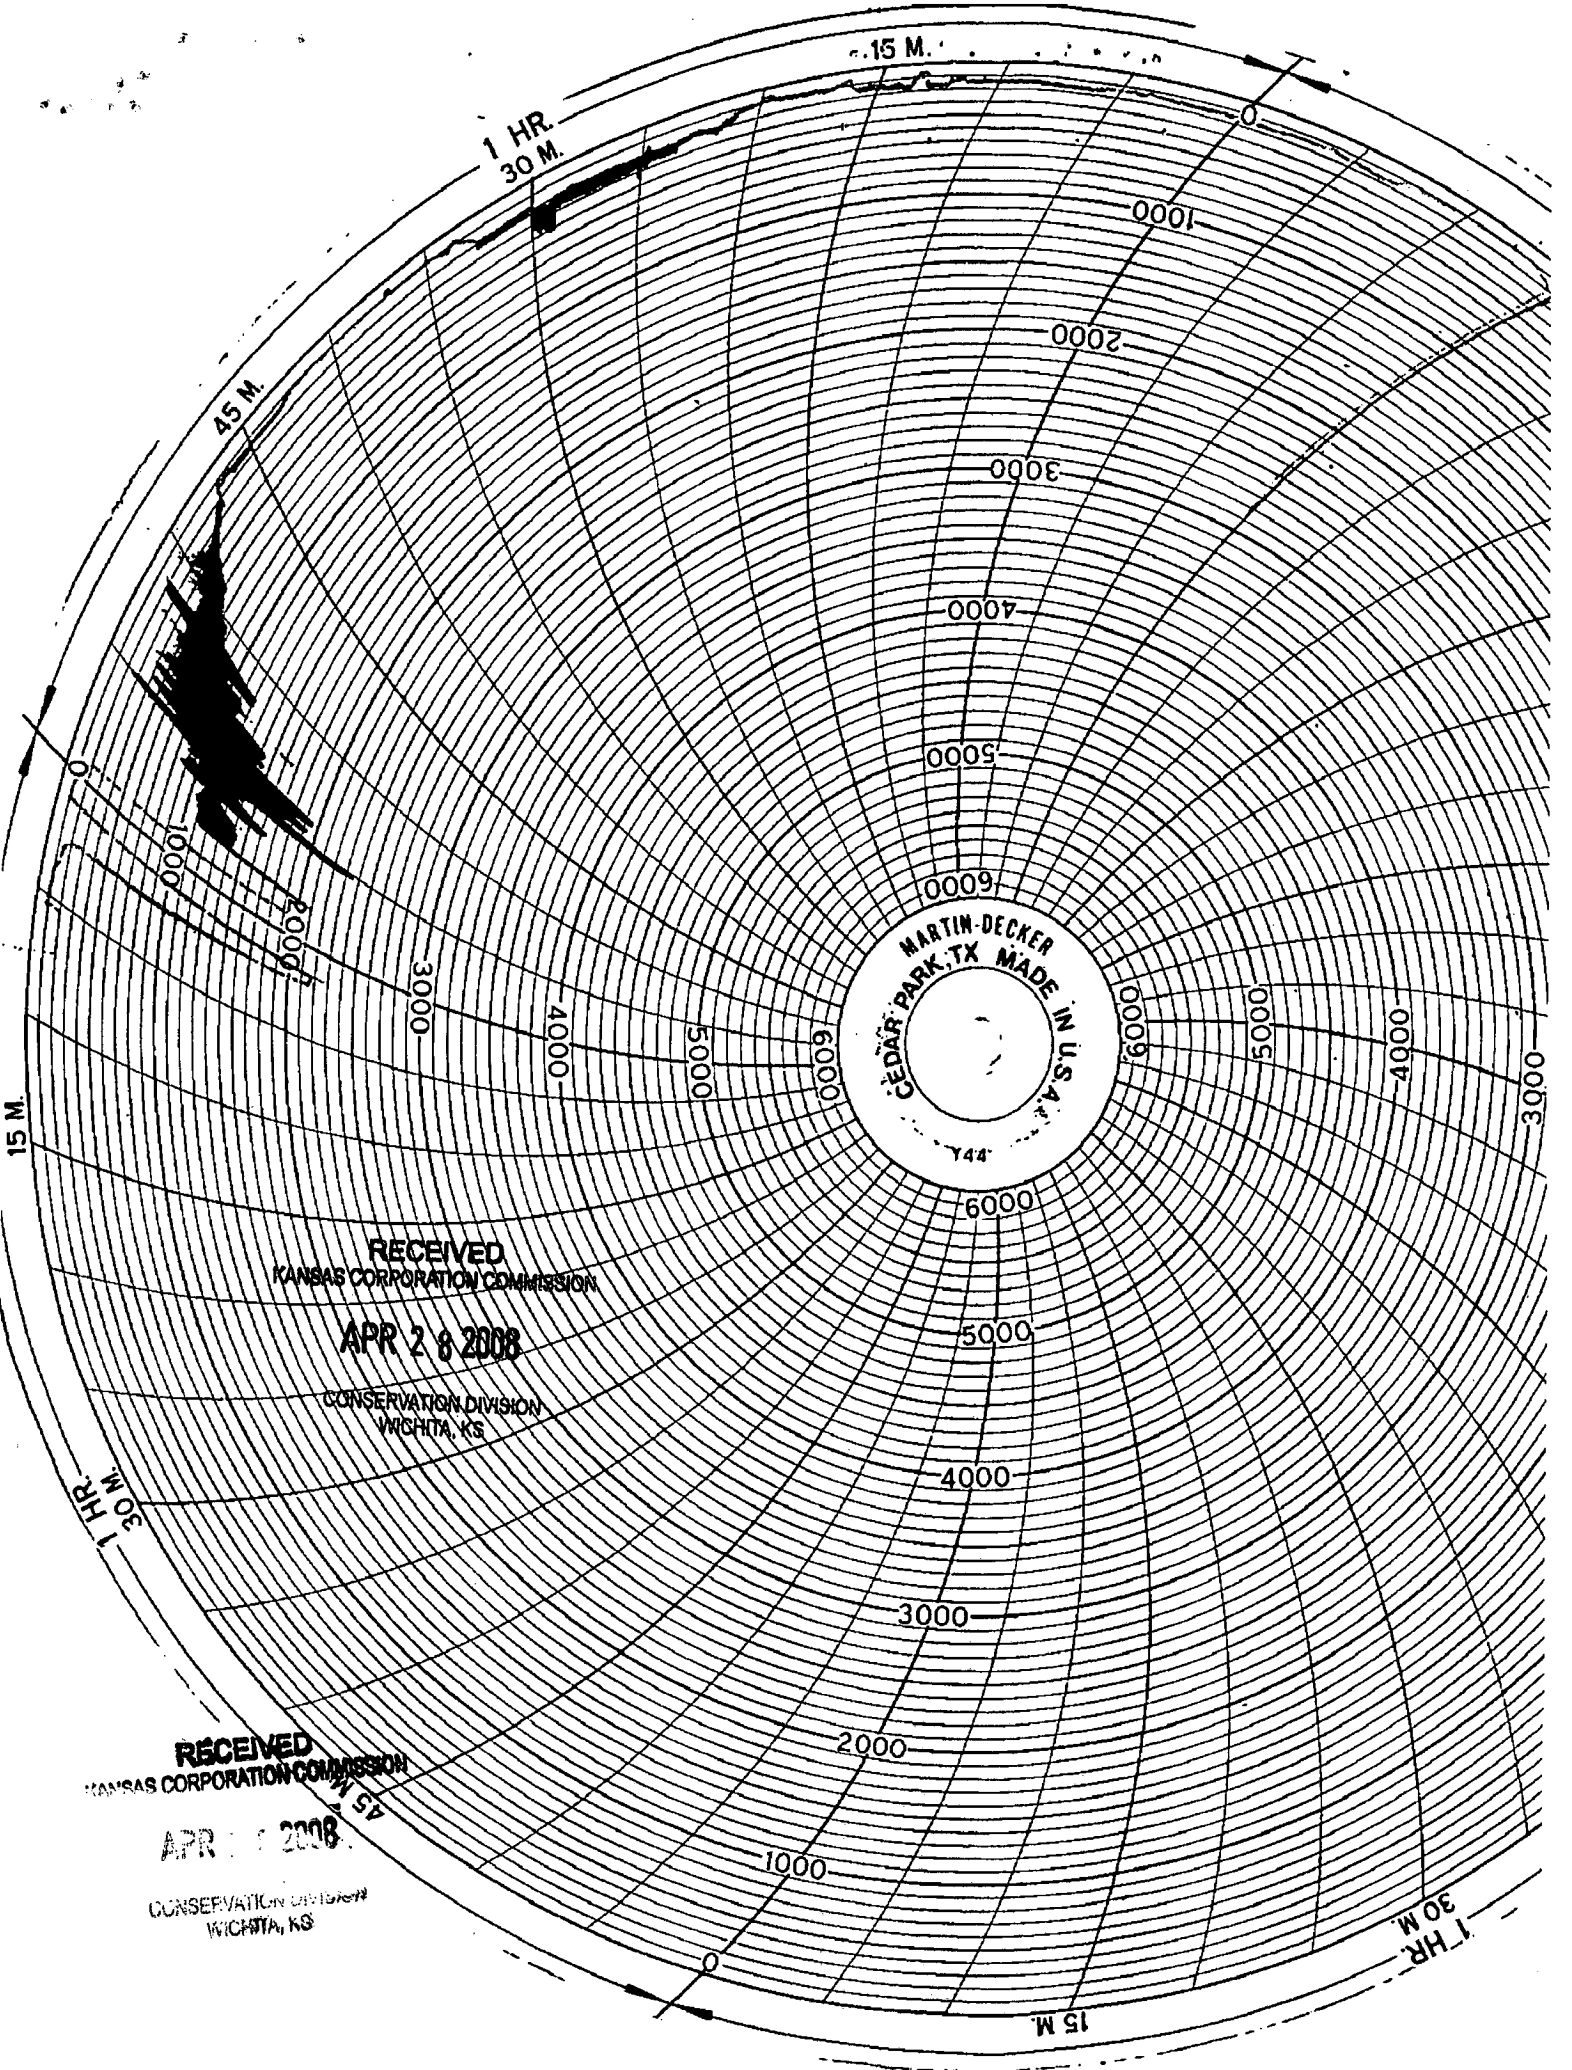 15 M.
1 HR.
30 M.
45 M.
0
1000
2000
3000
4000
5000
6000
0
1000
2000
3000
4000
5000
6000
MARTIN-DECKER
CEDAR PARK, TX MADE IN U.S.A.
6000
5000
4000
3000
15 M.
6000
5000
4000
3000
2000
1000
0
RECEIVED
KANSAS CORPORATION COMMISSION
APR 28 2008
CONSERVATION DIVISION
WICHITA, KS
1 HR.
30 M.
45 M.
RECEIVED
KANSAS CORPORATION COMMISSION
APR 2008
CONSERVATION DIVISION
WICHITA, KS
15 M.
30 M.
1 HR.